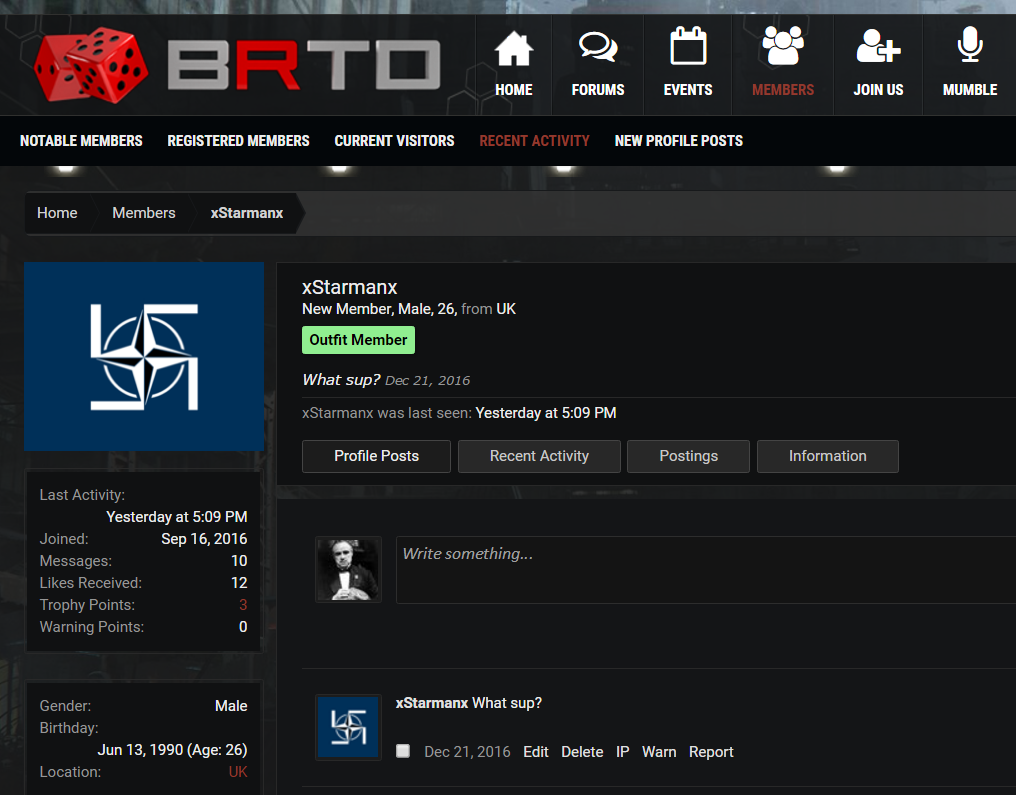 BRTD
HOME FORUMS EVENTS MEMBERS JOIN US MUMBLE
NOTABLE MEMBERS REGISTERED MEMBERS CURRENT VISITORS RECENT ACTIVITY NEW PROFILE POSTS
Home Members xStarmanx
xStarmanx
New Member, Male, 26, from UK
Outfit Member
What sup? Dec 21, 2016
xStarmanx was last seen: Yesterday at 5:09 PM
Profile Posts Recent Activity Postings Information
Last Activity:
Yesterday at 5:09 PM
Joined: Sep 16, 2016
Messages: 10
Likes Received: 12
Trophy Points: 3
Warning Points: 0
Write something...
Gender: Male
Birthday:
Jun 13, 1990 (Age: 26)
Location: UK
xStarmanx What sup?
Dec 21, 2016 Edit Delete IP Warn Report